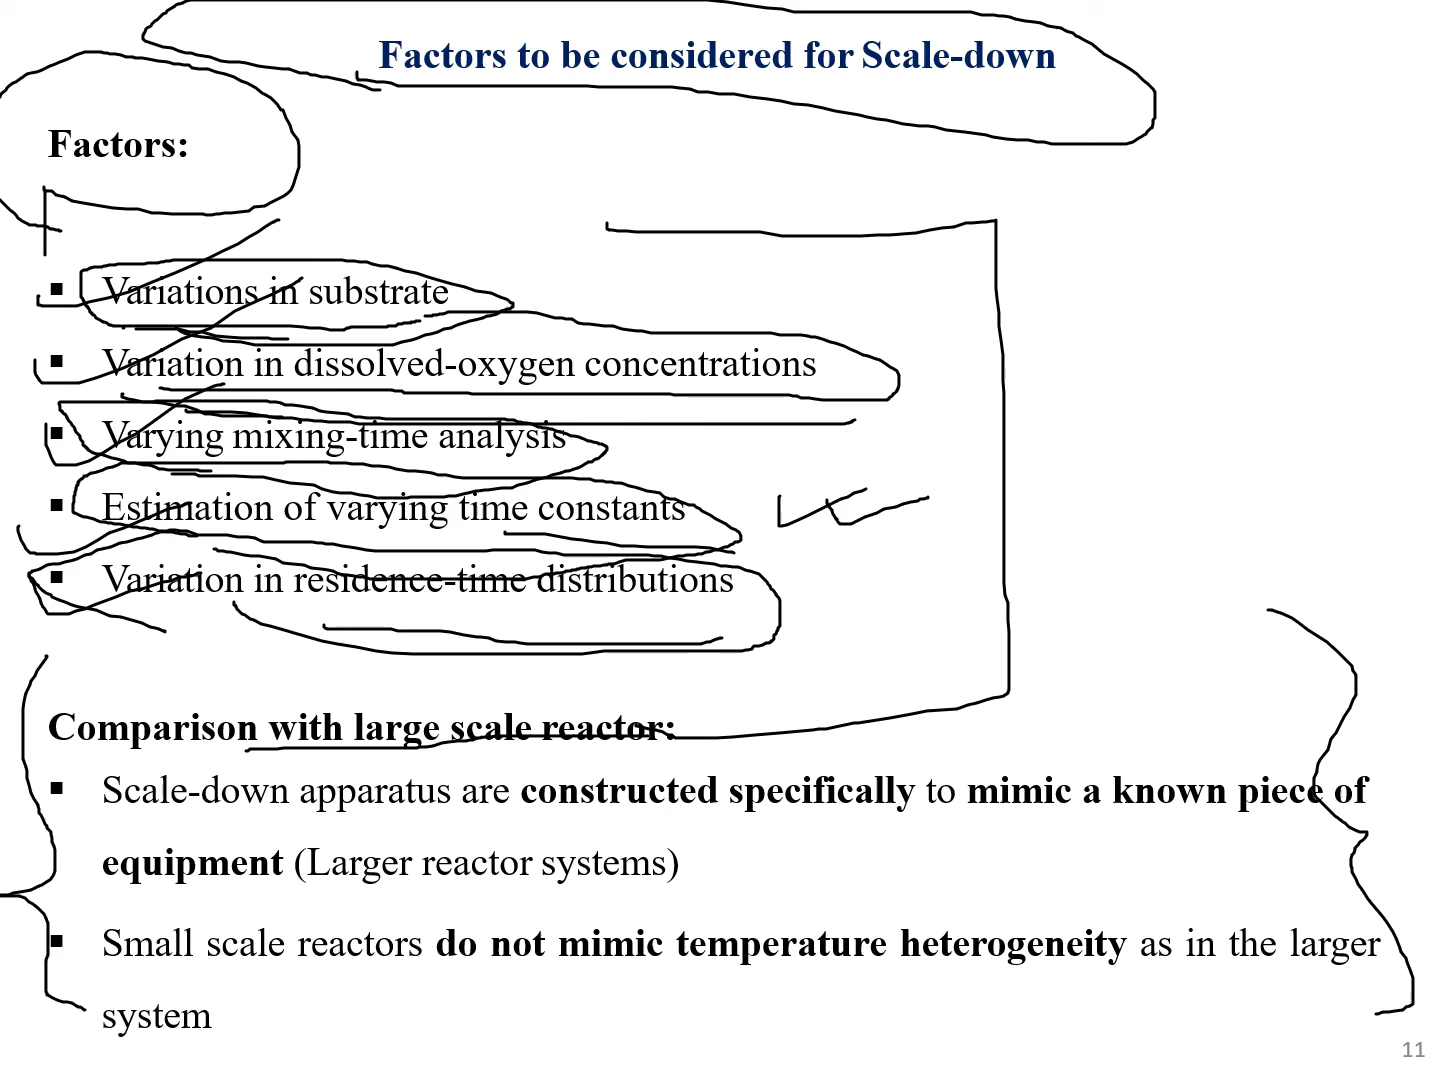 Factors to be considered for Scale-down
Factors:
▪ Variations in substrate
▪ Variation in dissolved-oxygen concentrations
▪ Varying mixing-time analysis
▪ Estimation of varying time constants
▪ Variation in residence-time distributions
Comparison with large scale reactor:
▪ Scale-down apparatus are constructed specifically to mimic a known piece of
equipment (Larger reactor systems)
▪ Small scale reactors do not mimic temperature heterogeneity as in the larger
system
11